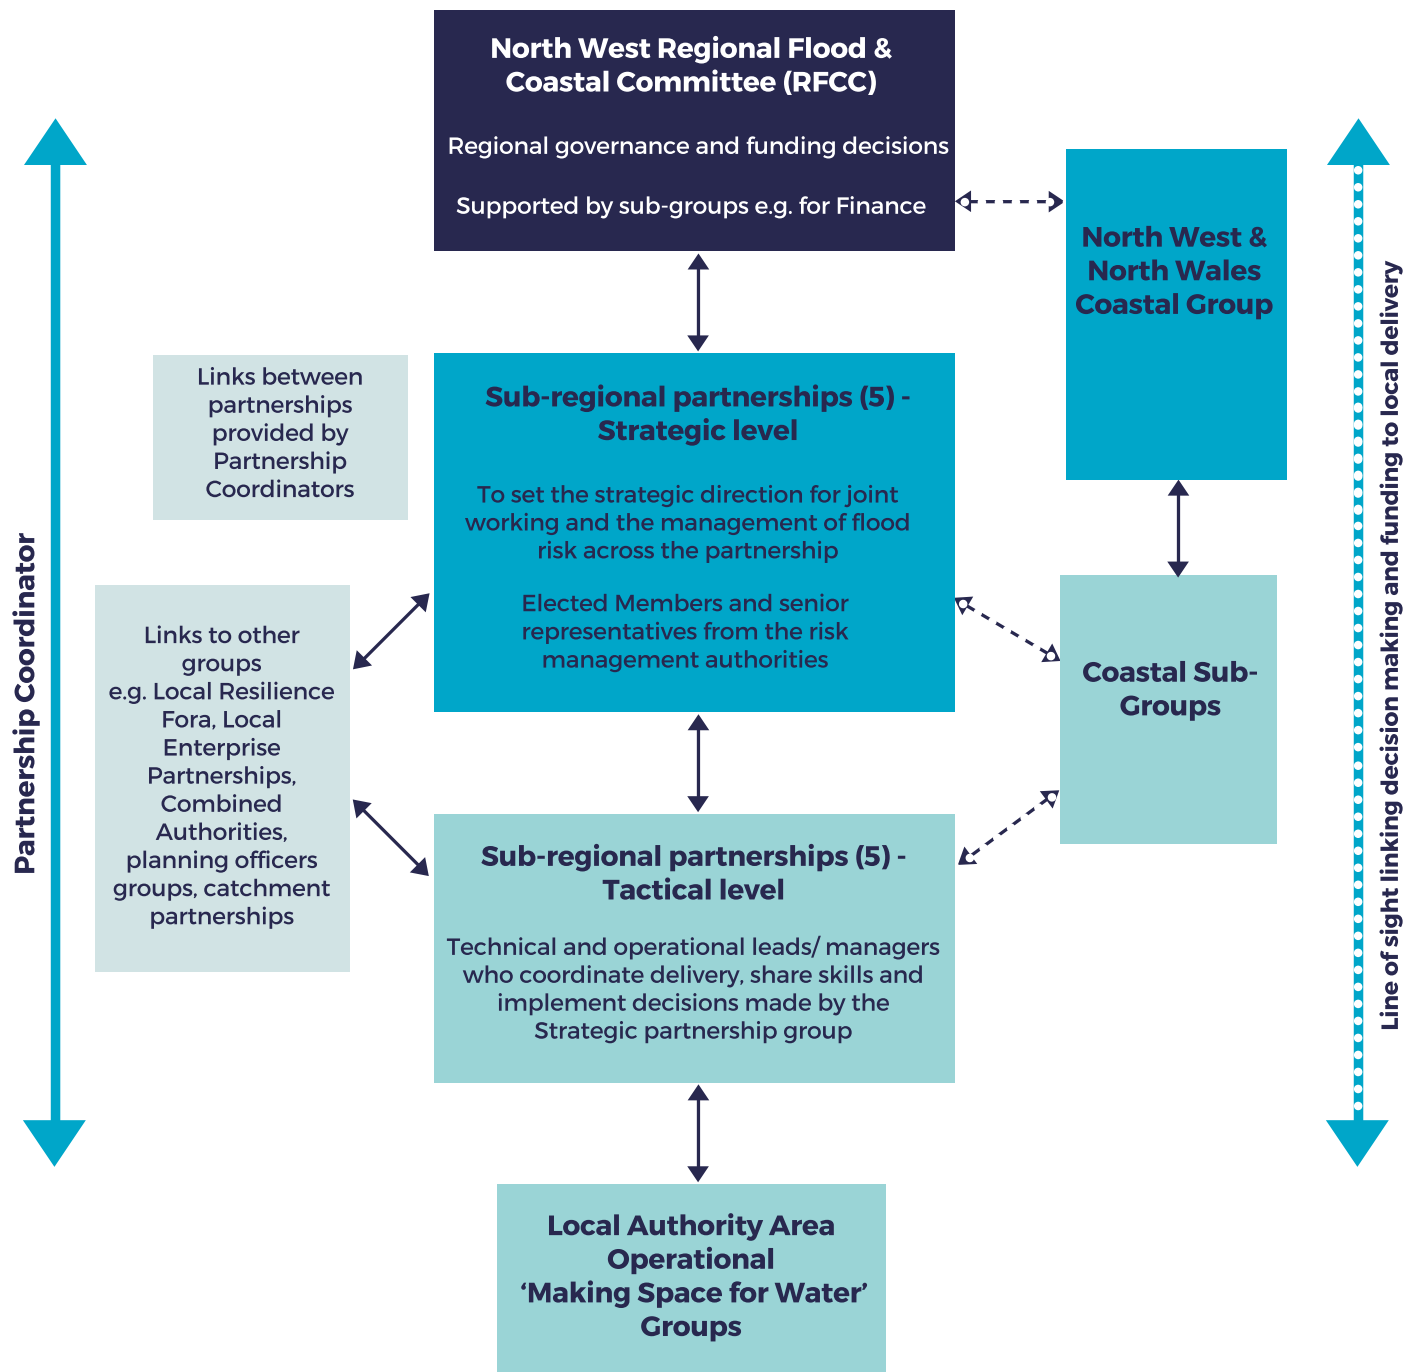 North West Regional Flood &
Coastal Committee (RFCC)
Regional governance and funding decisions
Supported by sub-groups e.g. for Finance
North West &
North Wales
Coastal Group
Links between
partnerships
provided by
Partnership
Coordinators
Sub-regional partnerships (5) -
Strategic level
To set the strategic direction for joint
working and the management of flood
risk across the partnership
Elected Members and senior
representatives from the risk
management authorities
Links to other
groups
e.g. Local Resilience
Fora, Local
Enterprise
Partnerships,
Combined
Authorities,
planning officers
groups, catchment
partnerships
Coastal Sub-
Groups
Sub-regional partnerships (5) -
Tactical level
Technical and operational leads/ managers
who coordinate delivery, share skills and
implement decisions made by the
Strategic partnership group
Local Authority Area
Operational
‘Making Space for Water’
Groups
Partnership Coordinator
Line of sight linking decision making and funding to local delivery